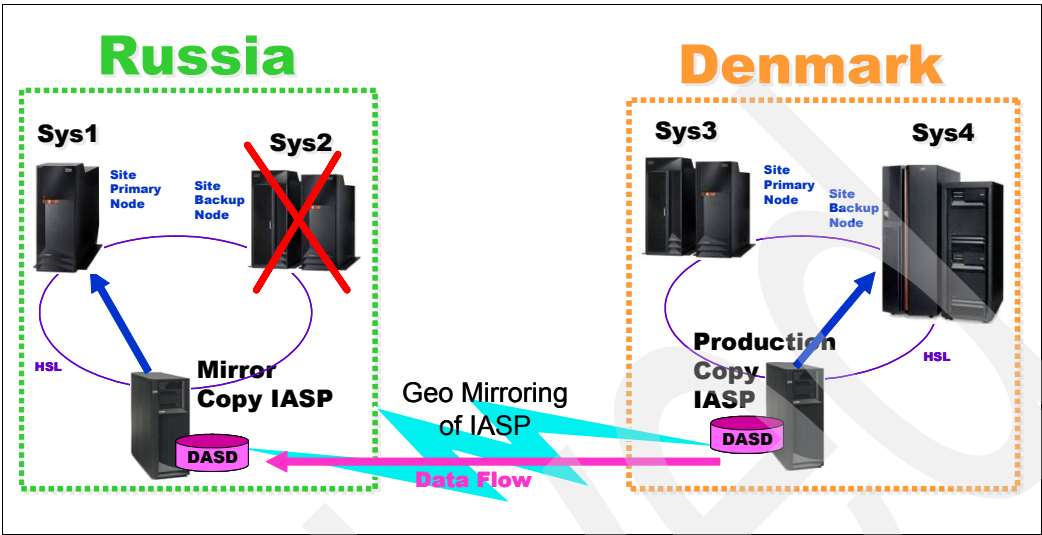 Russia
Denmark
Sys1
Sys2
Sys3
Sys4
Site
Primary
Node
Site
Backup
Node
Site
Primary
Node
Site
Backup
Node
HSL
HSL
Mirror
Copy IASP
Production
Copy
IASP
Geo Mirroring
of IASP
DASD
DASD
Data Flow